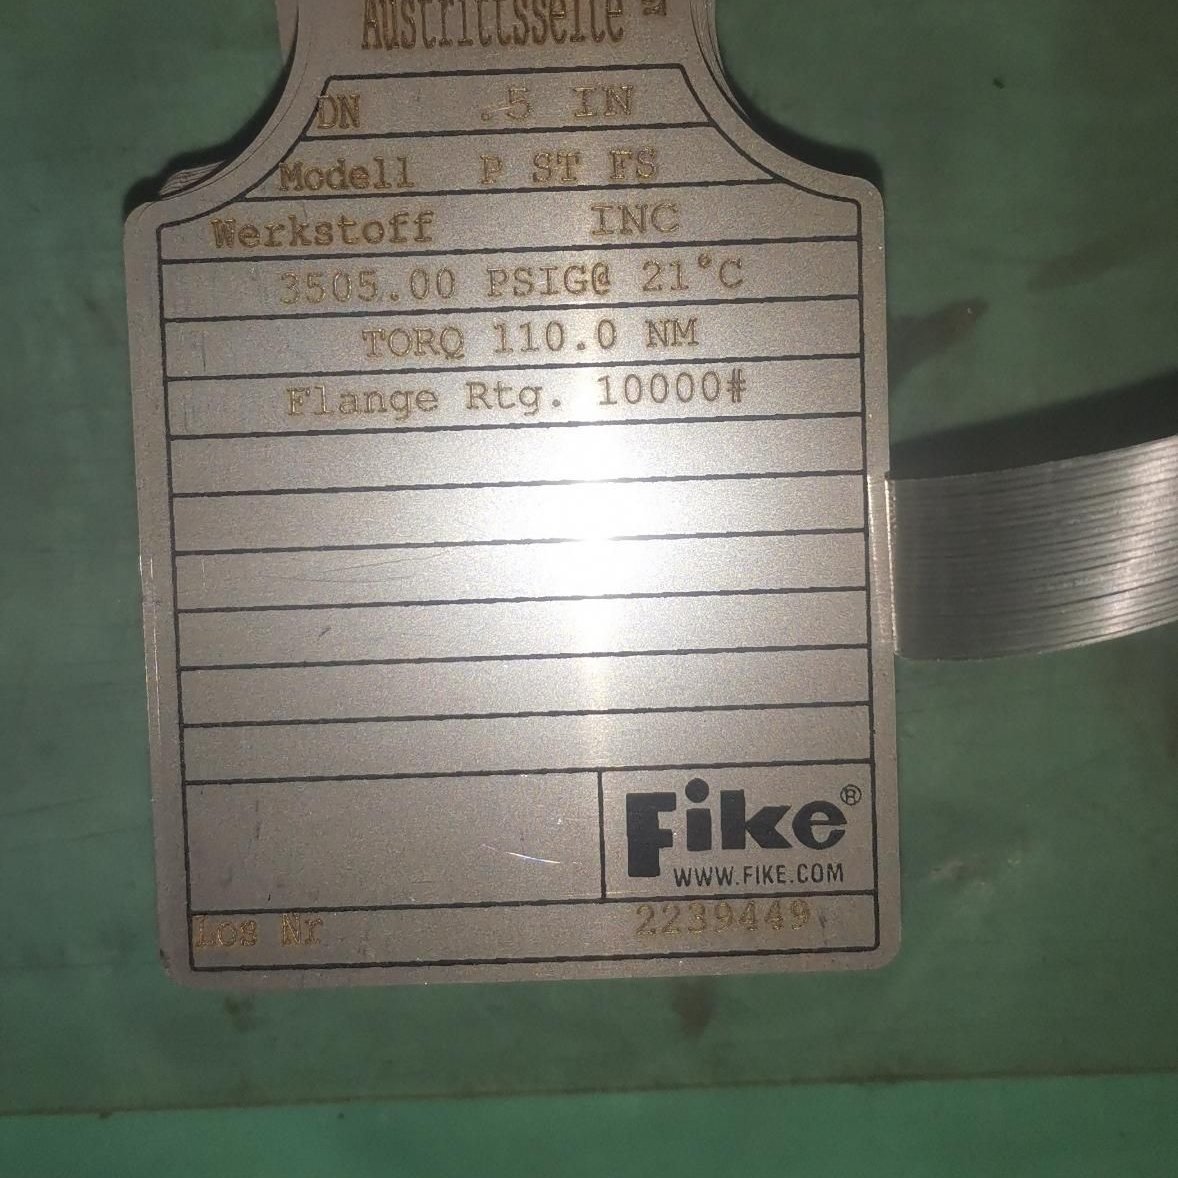 Austrittsseite
DN .5 IN
Modell P ST FS
Werkstoff INC
3505.00 PSIG@ 21°C
TORQ 110.0 NM
Flange Rtg. 10000#
Fike®
WWW.FIKE.COM
Los Nr 2239449